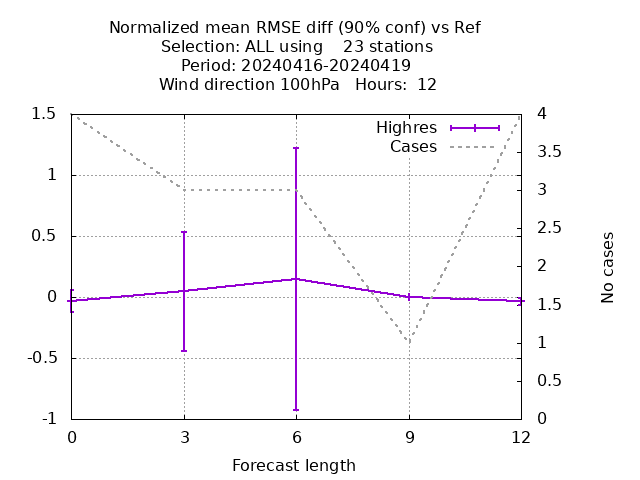 Normalized mean RMSE diff (90% conf) vs Ref
Selection: ALL using    23 stations
Period: 20240416-20240419
Wind direction 100hPa   Hours:  12
Highres
Cases
1.5
1
0.5
0
-0.5
-1
4
3.5
3
2.5
2
1.5
1
0.5
0
No cases
0 3 6 9 12
Forecast length